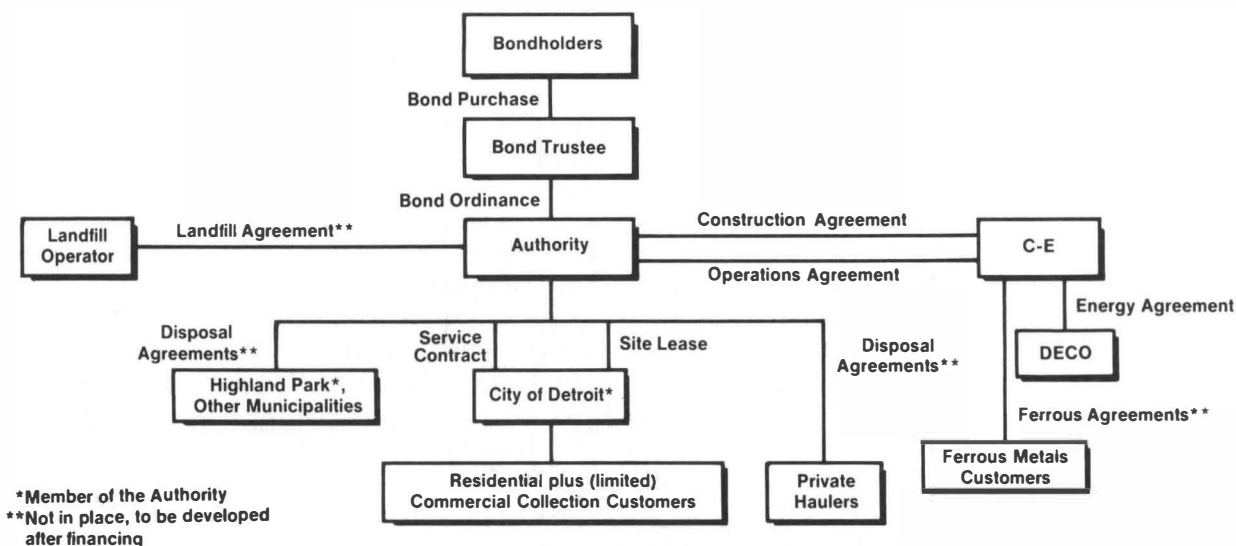 Bondholders
Bond Purchase
Bond Trustee
Bond Ordinance
Landfill
Operator
Landfill Agreement**
Authority
Construction Agreement
Operations Agreement
C-E
Energy Agreement
DECO
Disposal
Agreements**
Service
Contract
Site Lease
Disposal
Agreements**
Highland Park*,
Other Municipalities
City of Detroit*
Ferrous Agreements**
Ferrous Metals
Customers
Residential plus (limited)
Commercial Collection Customers
Private
Haulers
*Member of the Authority
**Not in place, to be developed
after financing